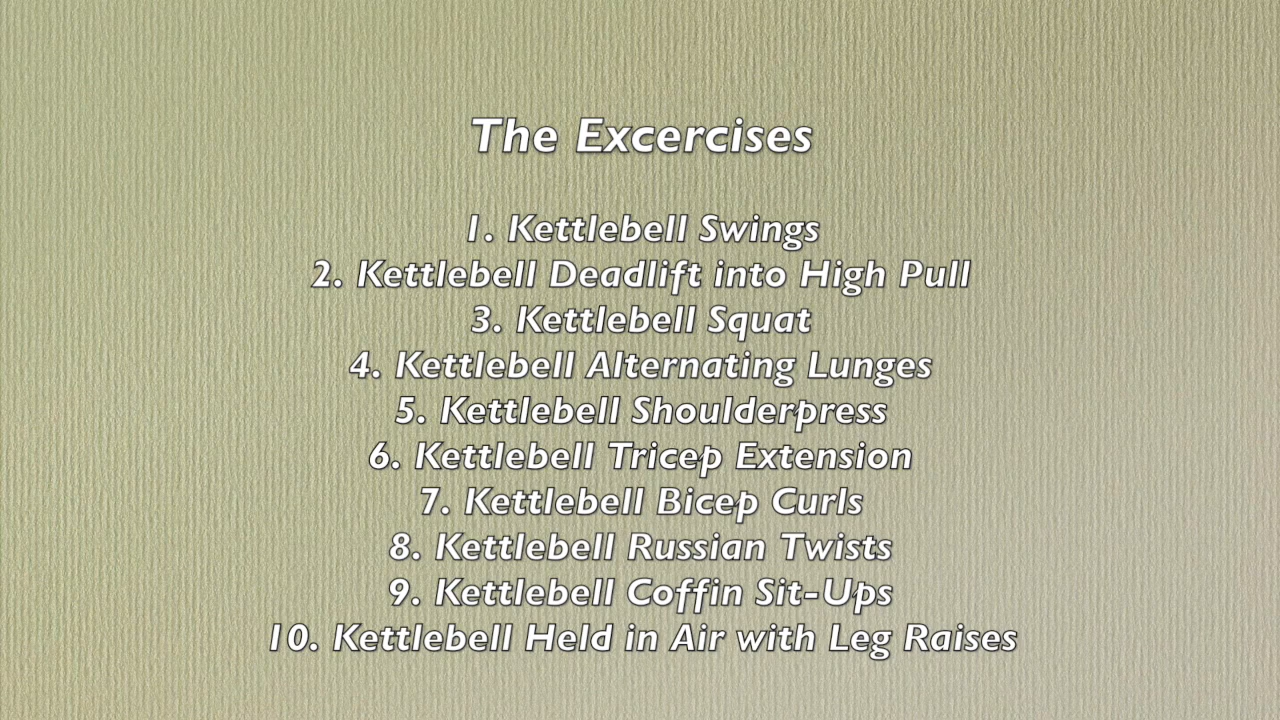 The Excercises
1. Kettlebell Swings
2. Kettlebell Deadlift into High Pull
3. Kettlebell Squat
4. Kettlebell Alternating Lunges
5. Kettlebell Shoulderpress
6. Kettlebell Tricep Extension
7. Kettlebell Bicep Curls
8. Kettlebell Russian Twists
9. Kettlebell Coffin Sit-Ups
10. Kettlebell Held in Air with Leg Raises